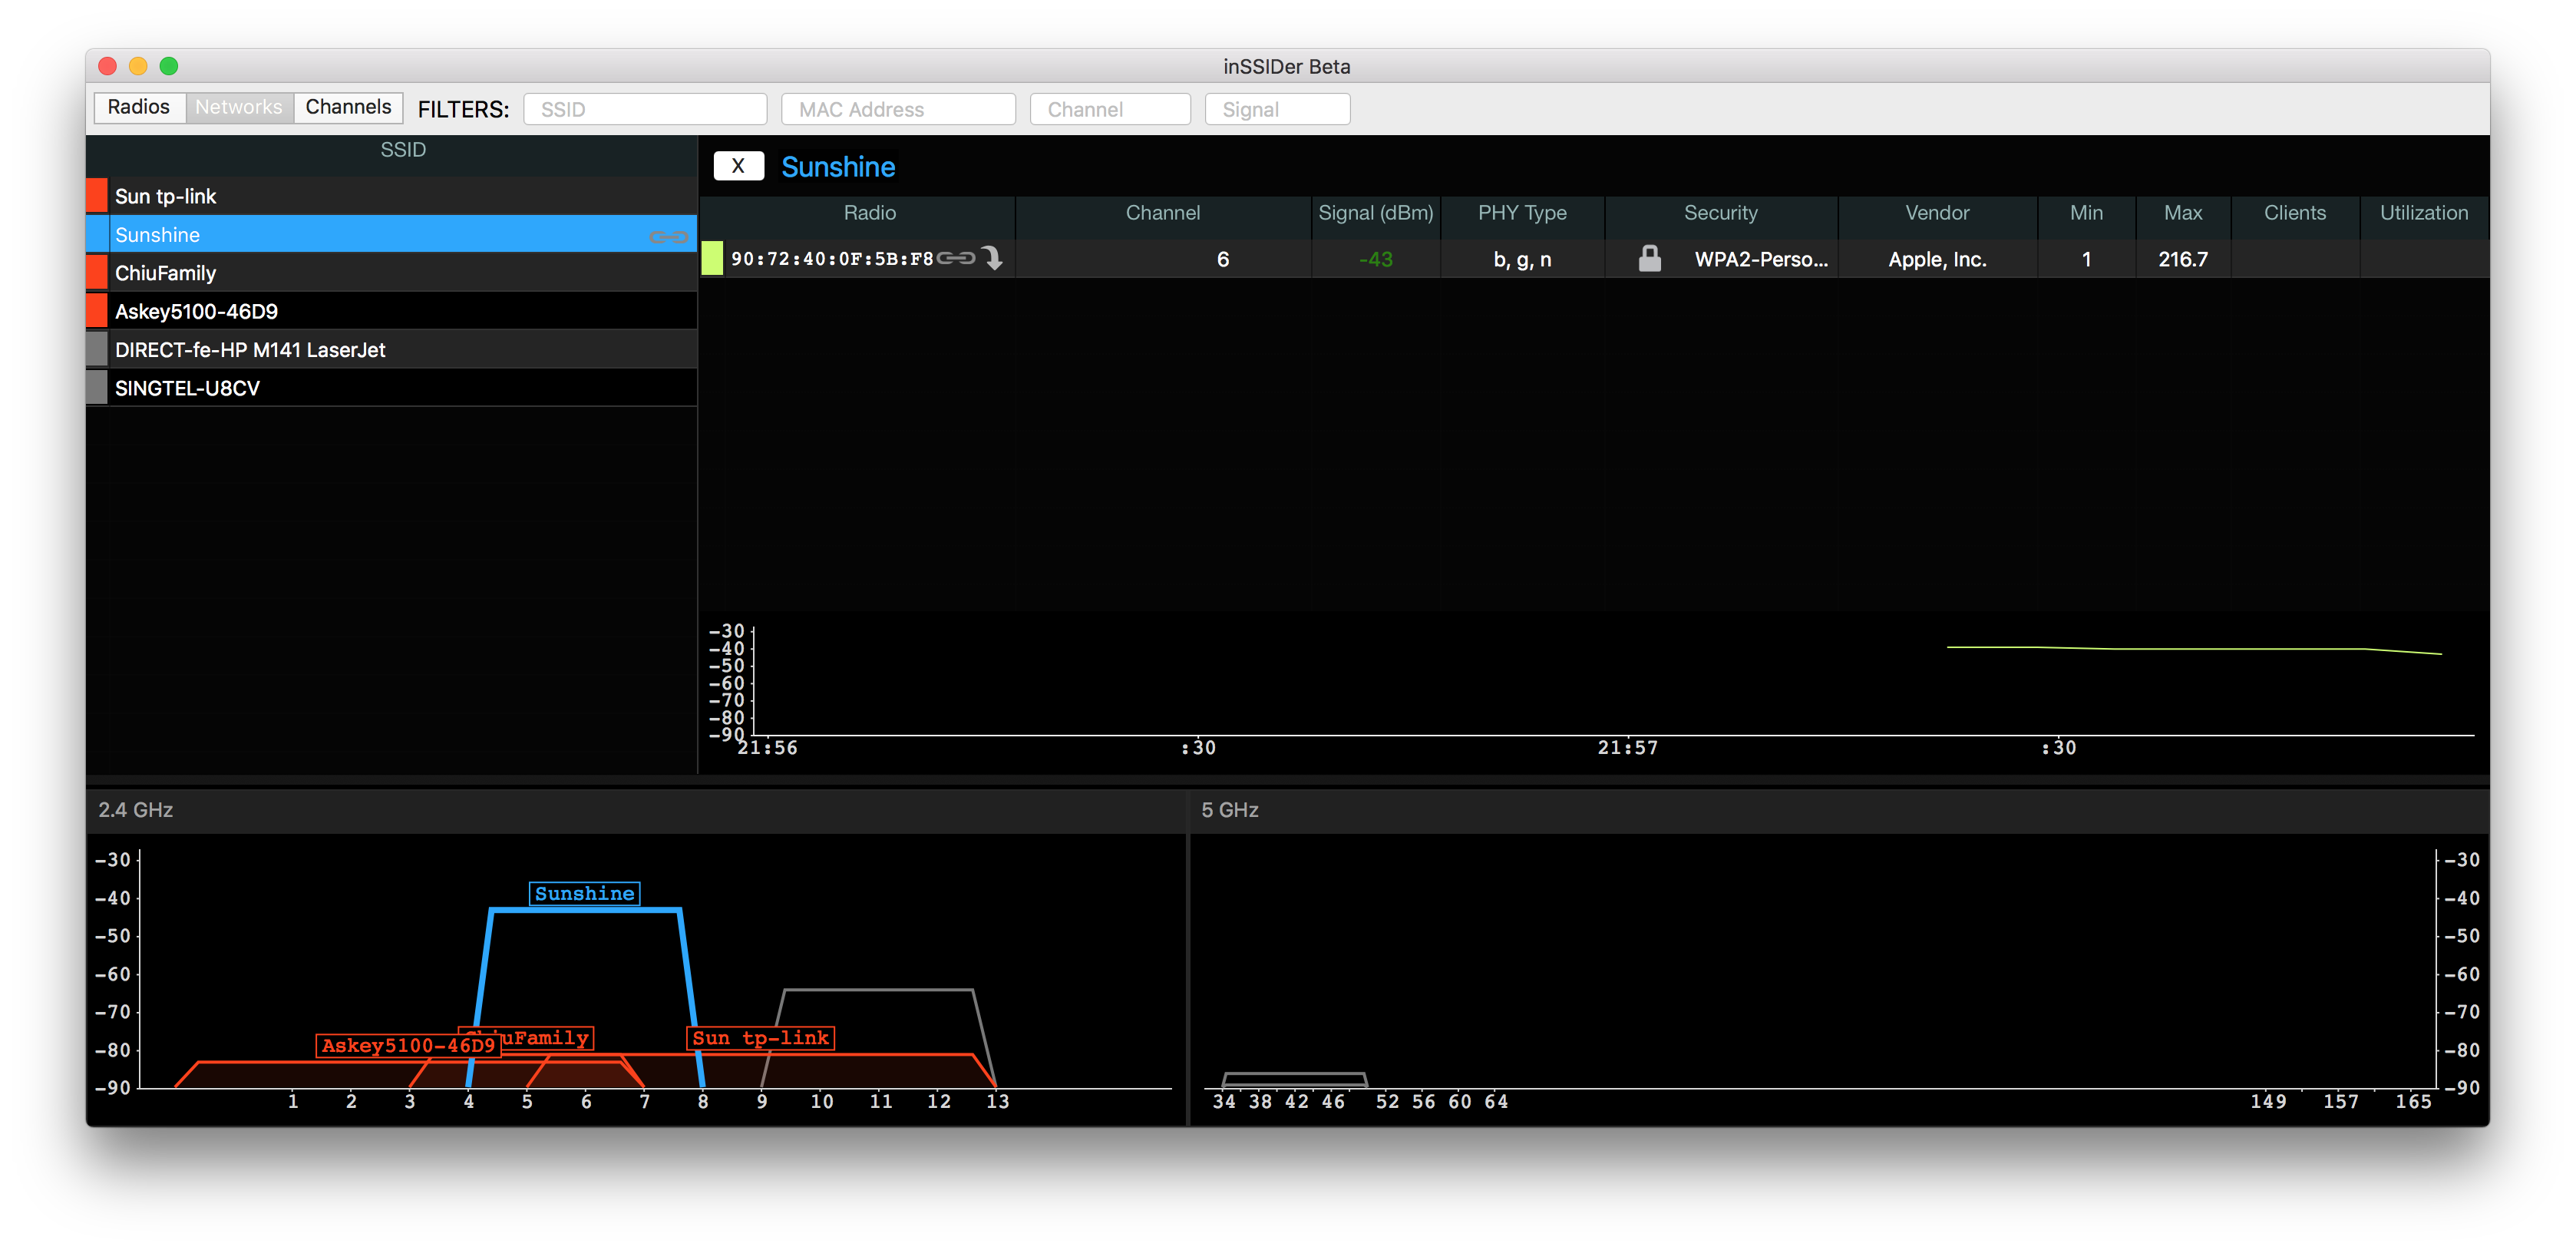 inSSIDer Beta
Radios Networks Channels FILTERS: SSID MAC Address Channel Signal
SSID
Sun tp-link
Sunshine
ChiuFamily
Askey5100-46D9
DIRECT-fe-HP M141 LaserJet
SINGTEL-U8CV
X Sunshine
Radio Channel Signal (dBm) PHY Type Security Vendor Min Max Clients Utilization
90:72:40:0F:5B:F8 6 -43 b, g, n WPA2-Perso... Apple, Inc. 1 216.7
-30
-40
-50
-60
-70
-80
-90
21:56 :30 21:57 :30
2.4 GHz
-30
-40
-50
-60
-70
-80
-90
Sunshine
Askey5100-46D9
uFamily
Sun tp-link
1 2 3 4 5 6 7 8 9 10 11 12 13
5 GHz
-30
-40
-50
-60
-70
-80
-90
34 38 42 46 52 56 60 64 149 157 165